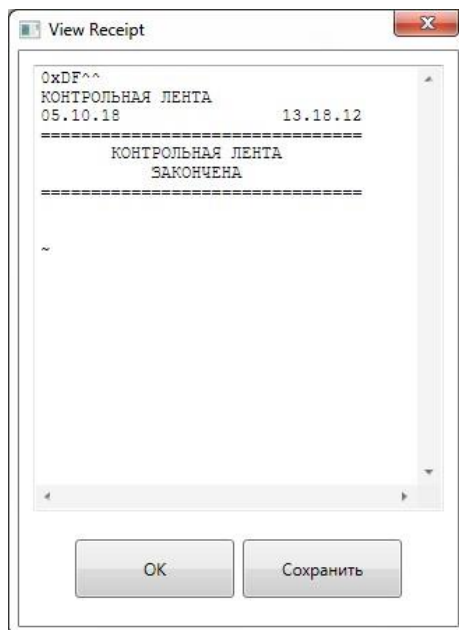 View Receipt
0xDF^^
КОНТРОЛЬНАЯ ЛЕНТА
05.10.18 13.18.12
=================================
КОНТРОЛЬНАЯ ЛЕНТА
ЗАКОНЧЕНА
=================================
~
OK
Сохранить